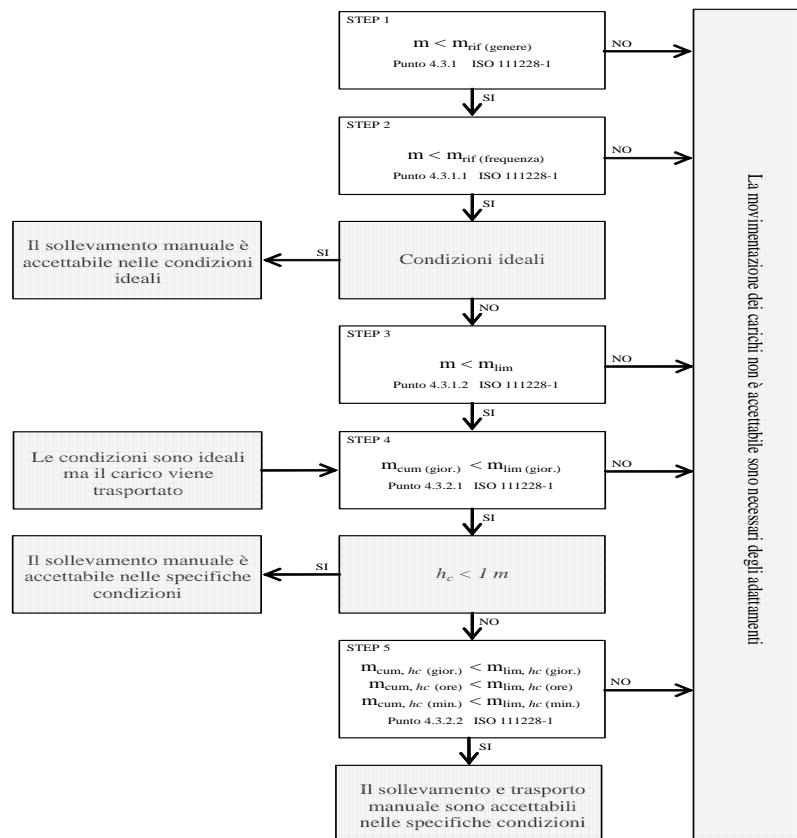 STEP 1
m < mrif (genere)
Punto 4.3.1 ISO 111228-1
NO
SI
STEP 2
m < mrif (frequenza)
Punto 4.3.1.1 ISO 111228-1
NO
SI
Il sollevamento manuale è
accettabile nelle condizioni
ideali
SI
Condizioni ideali
NO
STEP 3
m < mlim
Punto 4.3.1.2 ISO 111228-1
NO
SI
Le condizioni sono ideali
ma il carico viene
trasportato
STEP 4
mcum (gior.) < mlim (gior.)
Punto 4.3.2.1 ISO 111228-1
NO
SI
Il sollevamento manuale è
accettabile nelle specifiche
condizioni
SI
hc < 1 m
NO
STEP 5
mcum, hc (gior.) < mlim, hc (gior.)
mcum, hc (ore) < mlim, hc (ore)
mcum, hc (min.) < mlim, hc (min.)
Punto 4.3.2.2 ISO 111228-1
NO
SI
Il sollevamento e trasporto
manuale sono accettabili
nelle specifiche condizioni
La movimentazione dei carichi non è accettabile sono necessari degli adattamenti